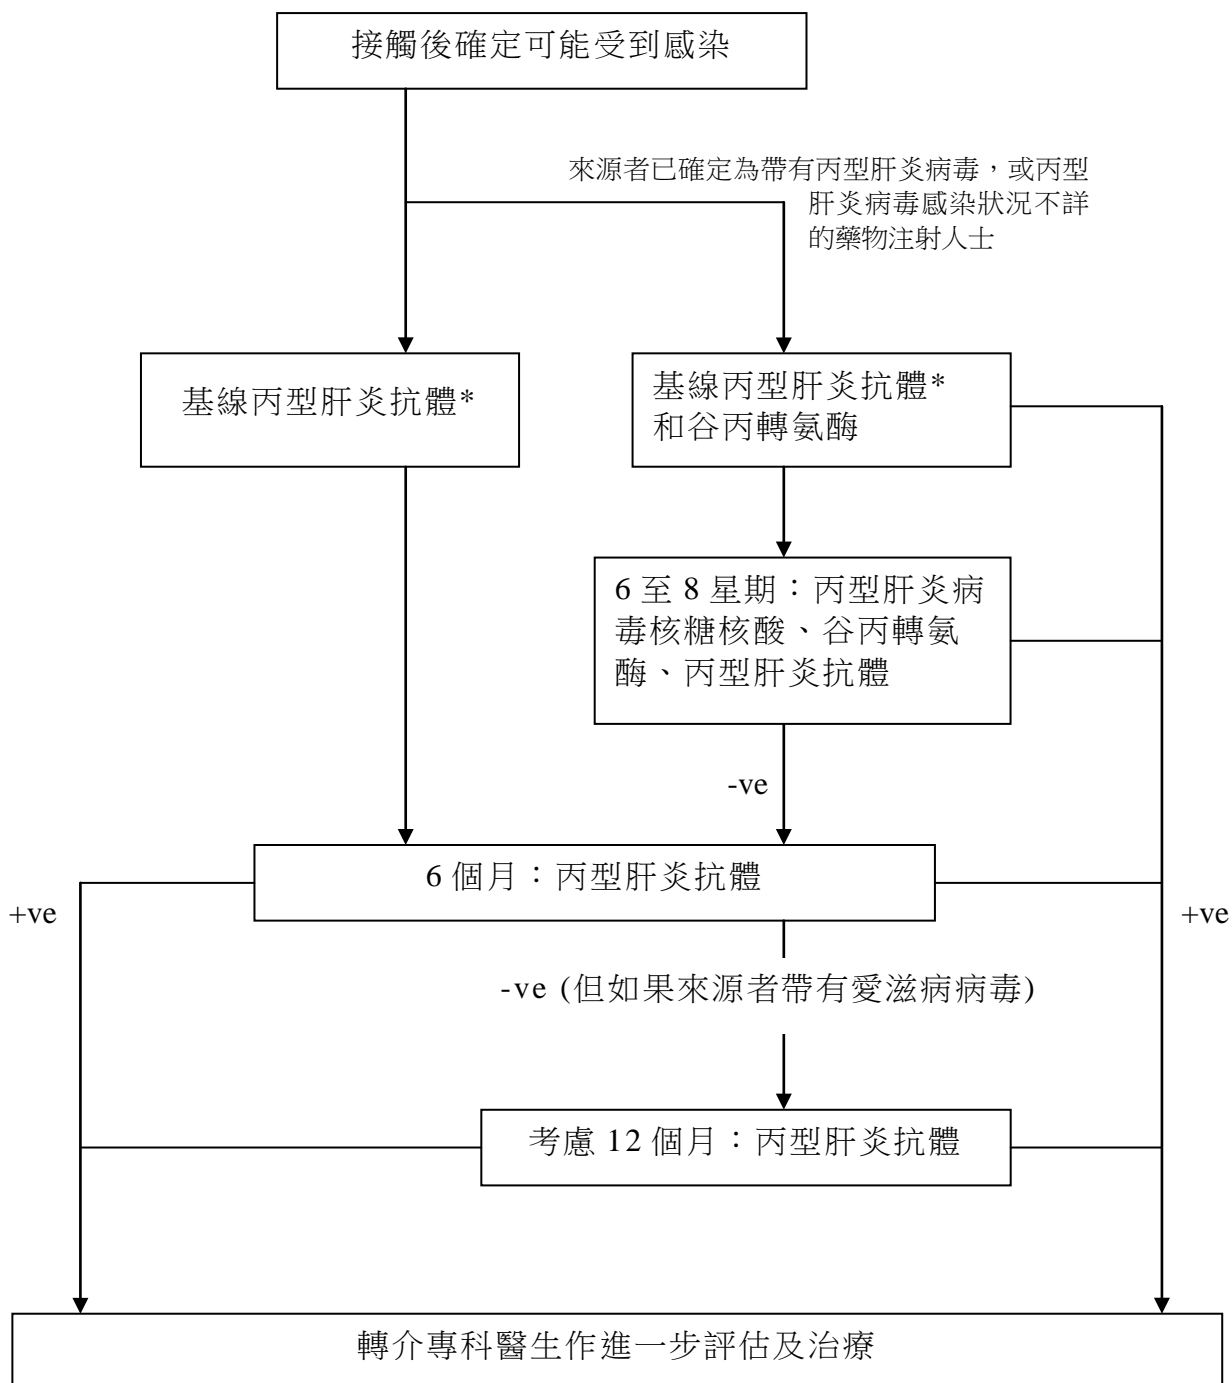 接觸後確定可能受到感染
來源者已確定為帶有丙型肝炎病毒，或丙型
肝炎病毒感染狀況不詳
的藥物注射人士
基線丙型肝炎抗體*
基線丙型肝炎抗體*
和谷丙轉氨酶
6 至 8 星期：丙型肝炎病
毒核糖核酸、谷丙轉氨
酶、丙型肝炎抗體
-ve
6 個月：丙型肝炎抗體
+ve
+ve
-ve (但如果來源者帶有愛滋病病毒)
考慮 12 個月：丙型肝炎抗體
轉介專科醫生作進一步評估及治療